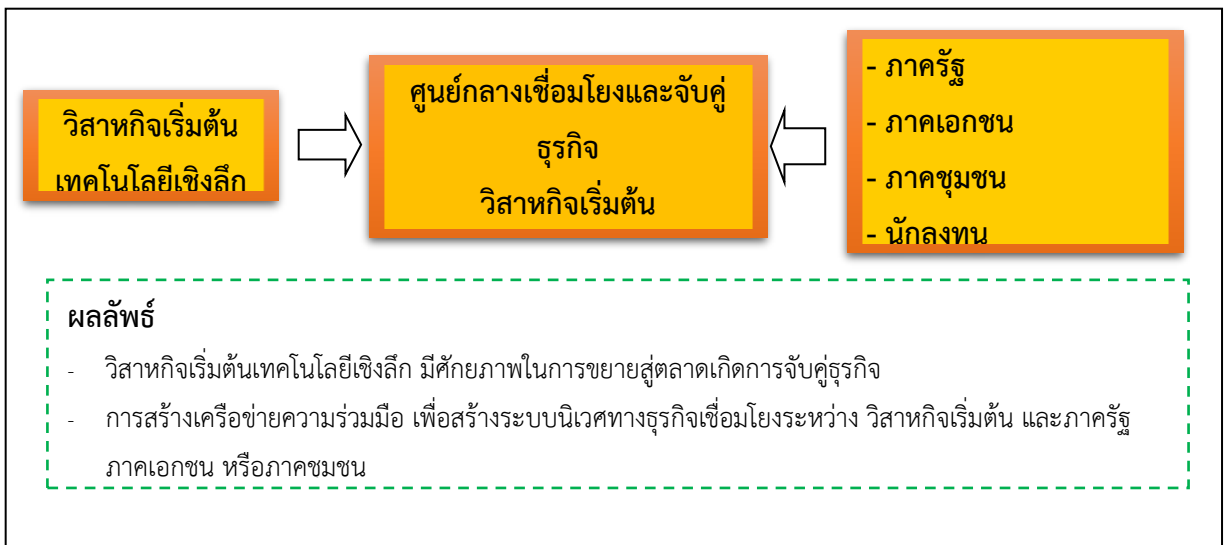 วิสาหกิจเริ่มต้น
เทคโนโลยีเชิงลึก
ศูนย์กลางเชื่อมโยงและจับคู่
ธุรกิจ
วิสาหกิจเริ่มต้น
- ภาครัฐ
- ภาคเอกชน
- ภาคชุมชน
- นักลงทุน
ผลลัพธ์
- วิสาหกิจเริ่มต้นเทคโนโลยีเชิงลึก มีศักยภาพในการขยายสู่ตลาดเกิดการจับคู่ธุรกิจ
- การสร้างเครือข่ายความร่วมมือ เพื่อสร้างระบบนิเวศทางธุรกิจเชื่อมโยงระหว่าง วิสาหกิจเริ่มต้น และภาครัฐ
ภาคเอกชน หรือภาคชุมชน